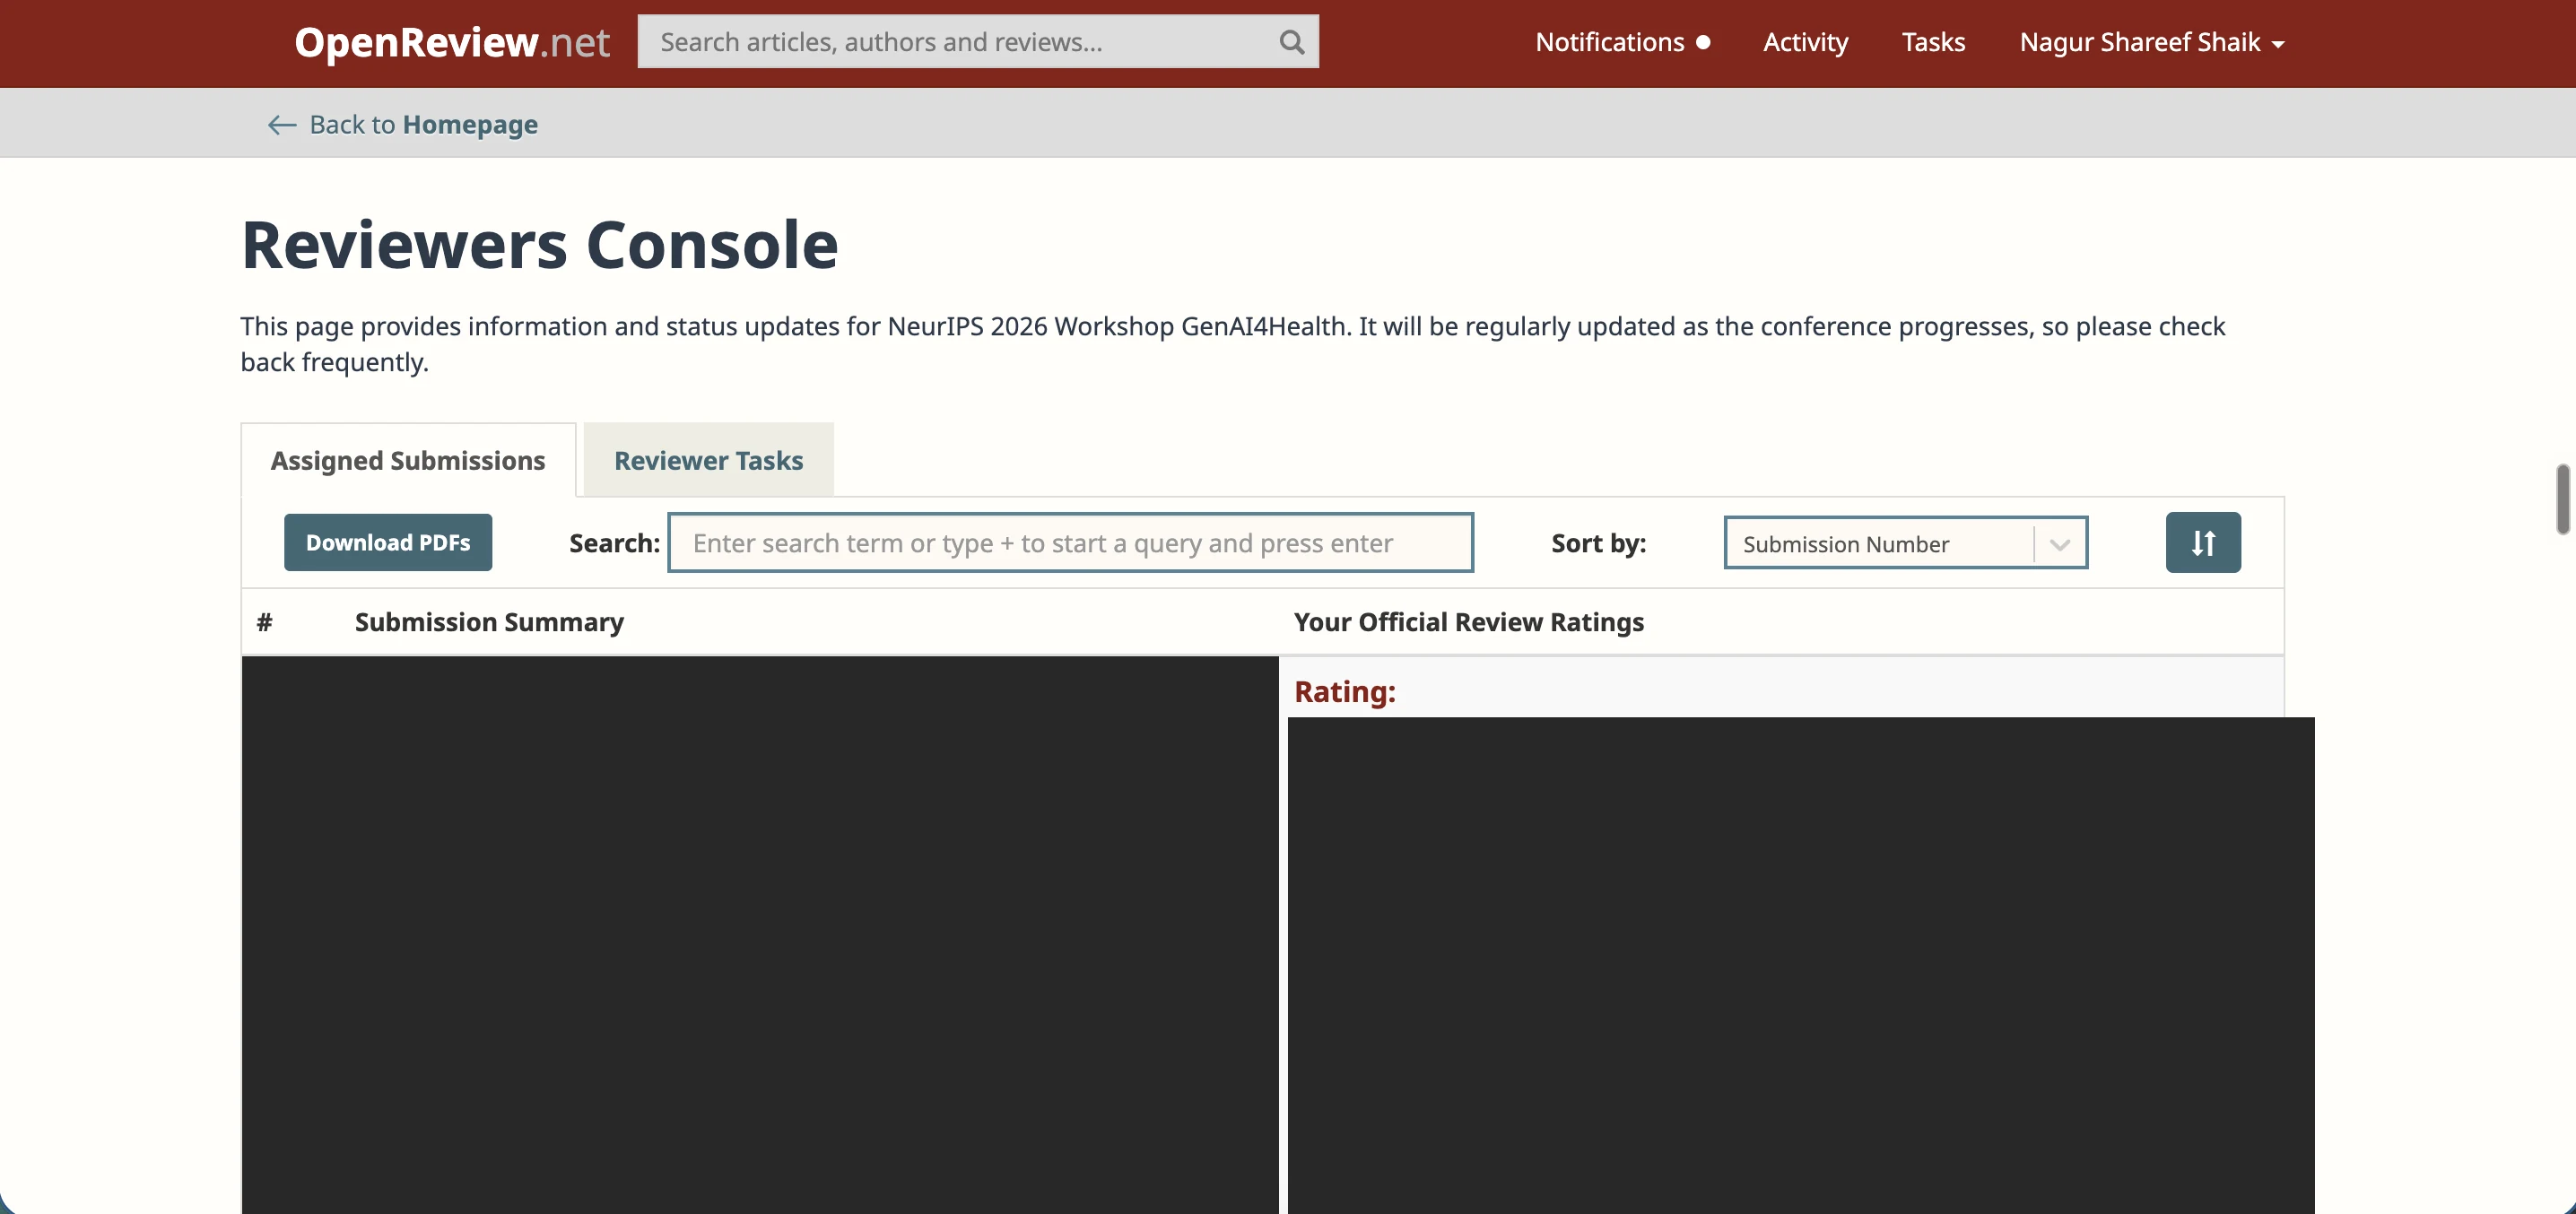 OpenReview.net
Search articles, authors and reviews...
Notifications
Activity
Tasks
Nagur Shareef Shaik
← Back to Homepage
Reviewers Console
This page provides information and status updates for NeurIPS 2026 Workshop GenAI4Health. It will be regularly updated as the conference progresses, so please check
back frequently.
Assigned Submissions
Reviewer Tasks
Download PDFs
Search:
Enter search term or type + to start a query and press enter
Sort by:
Submission Number
#
Submission Summary
Your Official Review Ratings
Rating: